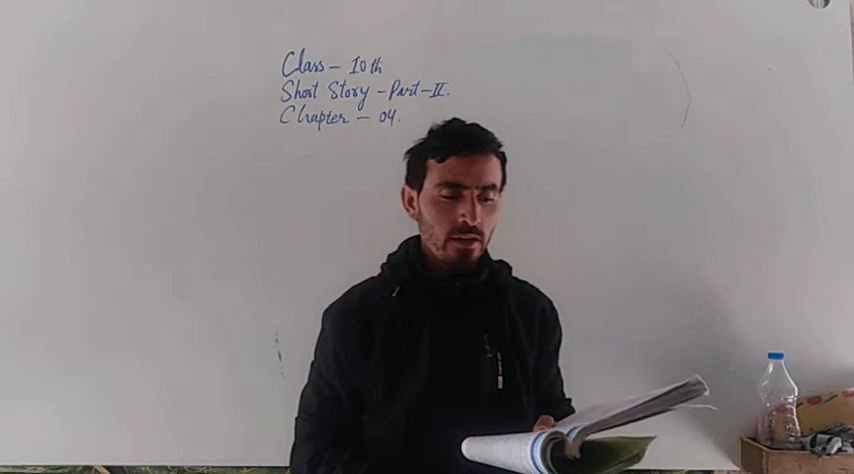 Class - 10th
Short Story - Part - II.
Chapter - 04.